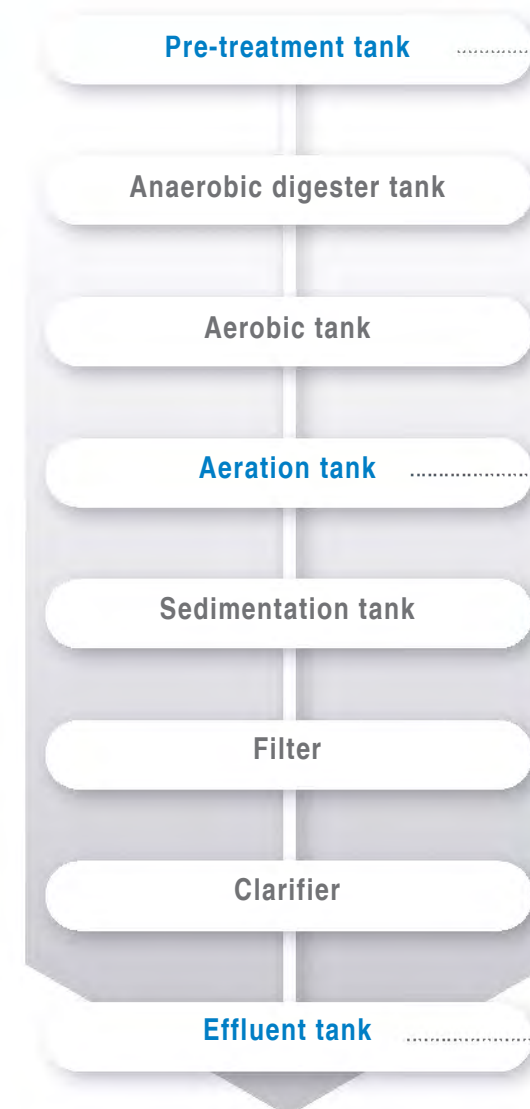 Pre-treatment tank
Anaerobic digester tank
Aerobic tank
Aeration tank
Sedimentation tank
Filter
Clarifier
Effluent tank